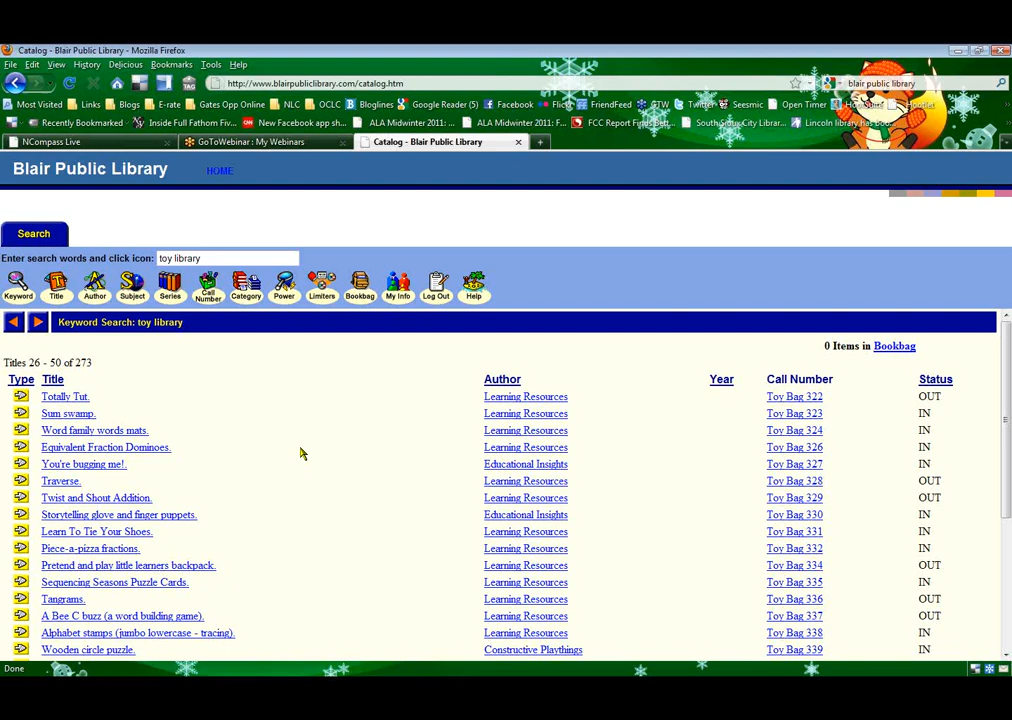 Catalog - Blair Public Library - Mozilla Firefox
File Edit View History Delicious Bookmarks Tools Help
TAG http://www.blairpubliclibrary.com/catalog.htm blair public library
Most Visited Links Blogs E-rate Gates Opp Online NLC OCLC Bloglines Google Reader (5) Facebook FriendFeed GTW Twitter Seesmic Open Timer
Recently Bookmarked Inside Full Fathom Fiv... New Facebook app sh... ALA Midwinter 2011: ... ALA Midwinter 2011: F... FCC Report Finds Bett... South Sioux City Librar... Lincoln library has
NCompass Live GoToWebinar : My Webinars Catalog - Blair Public Library
Blair Public Library HOME
Search
Enter search words and click icon: toy library
Keyword Title Author Subject Series Call Number Category Power Limiters Bookbag My Info Log Out Help
Keyword Search: toy library
0 Items in Bookbag
Titles 26 - 50 of 273
Type Title Author Year Call Number Status
Totally Tut. Learning Resources Toy Bag 322 OUT
Sum swamp. Learning Resources Toy Bag 323 IN
Word family words mats. Learning Resources Toy Bag 324 IN
Equivalent Fraction Dominoes. Learning Resources Toy Bag 326 IN
You're bugging me!. Educational Insights Toy Bag 327 IN
Traverse. Learning Resources Toy Bag 328 OUT
Twist and Shout Addition. Learning Resources Toy Bag 329 OUT
Storytelling glove and finger puppets. Educational Insights Toy Bag 330 IN
Learn To Tie Your Shoes. Learning Resources Toy Bag 331 IN
Piece-a-pizza fractions. Learning Resources Toy Bag 332 IN
Pretend and play little learners backpack. Learning Resources Toy Bag 334 OUT
Sequencing Seasons Puzzle Cards. Learning Resources Toy Bag 335 IN
Tangrams. Learning Resources Toy Bag 336 OUT
A Bee C buzz (a word building game). Learning Resources Toy Bag 337 OUT
Alphabet stamps (jumbo lowercase - tracing). Learning Resources Toy Bag 338 IN
Wooden circle puzzle. Constructive Playthings Toy Bag 339 IN
Done